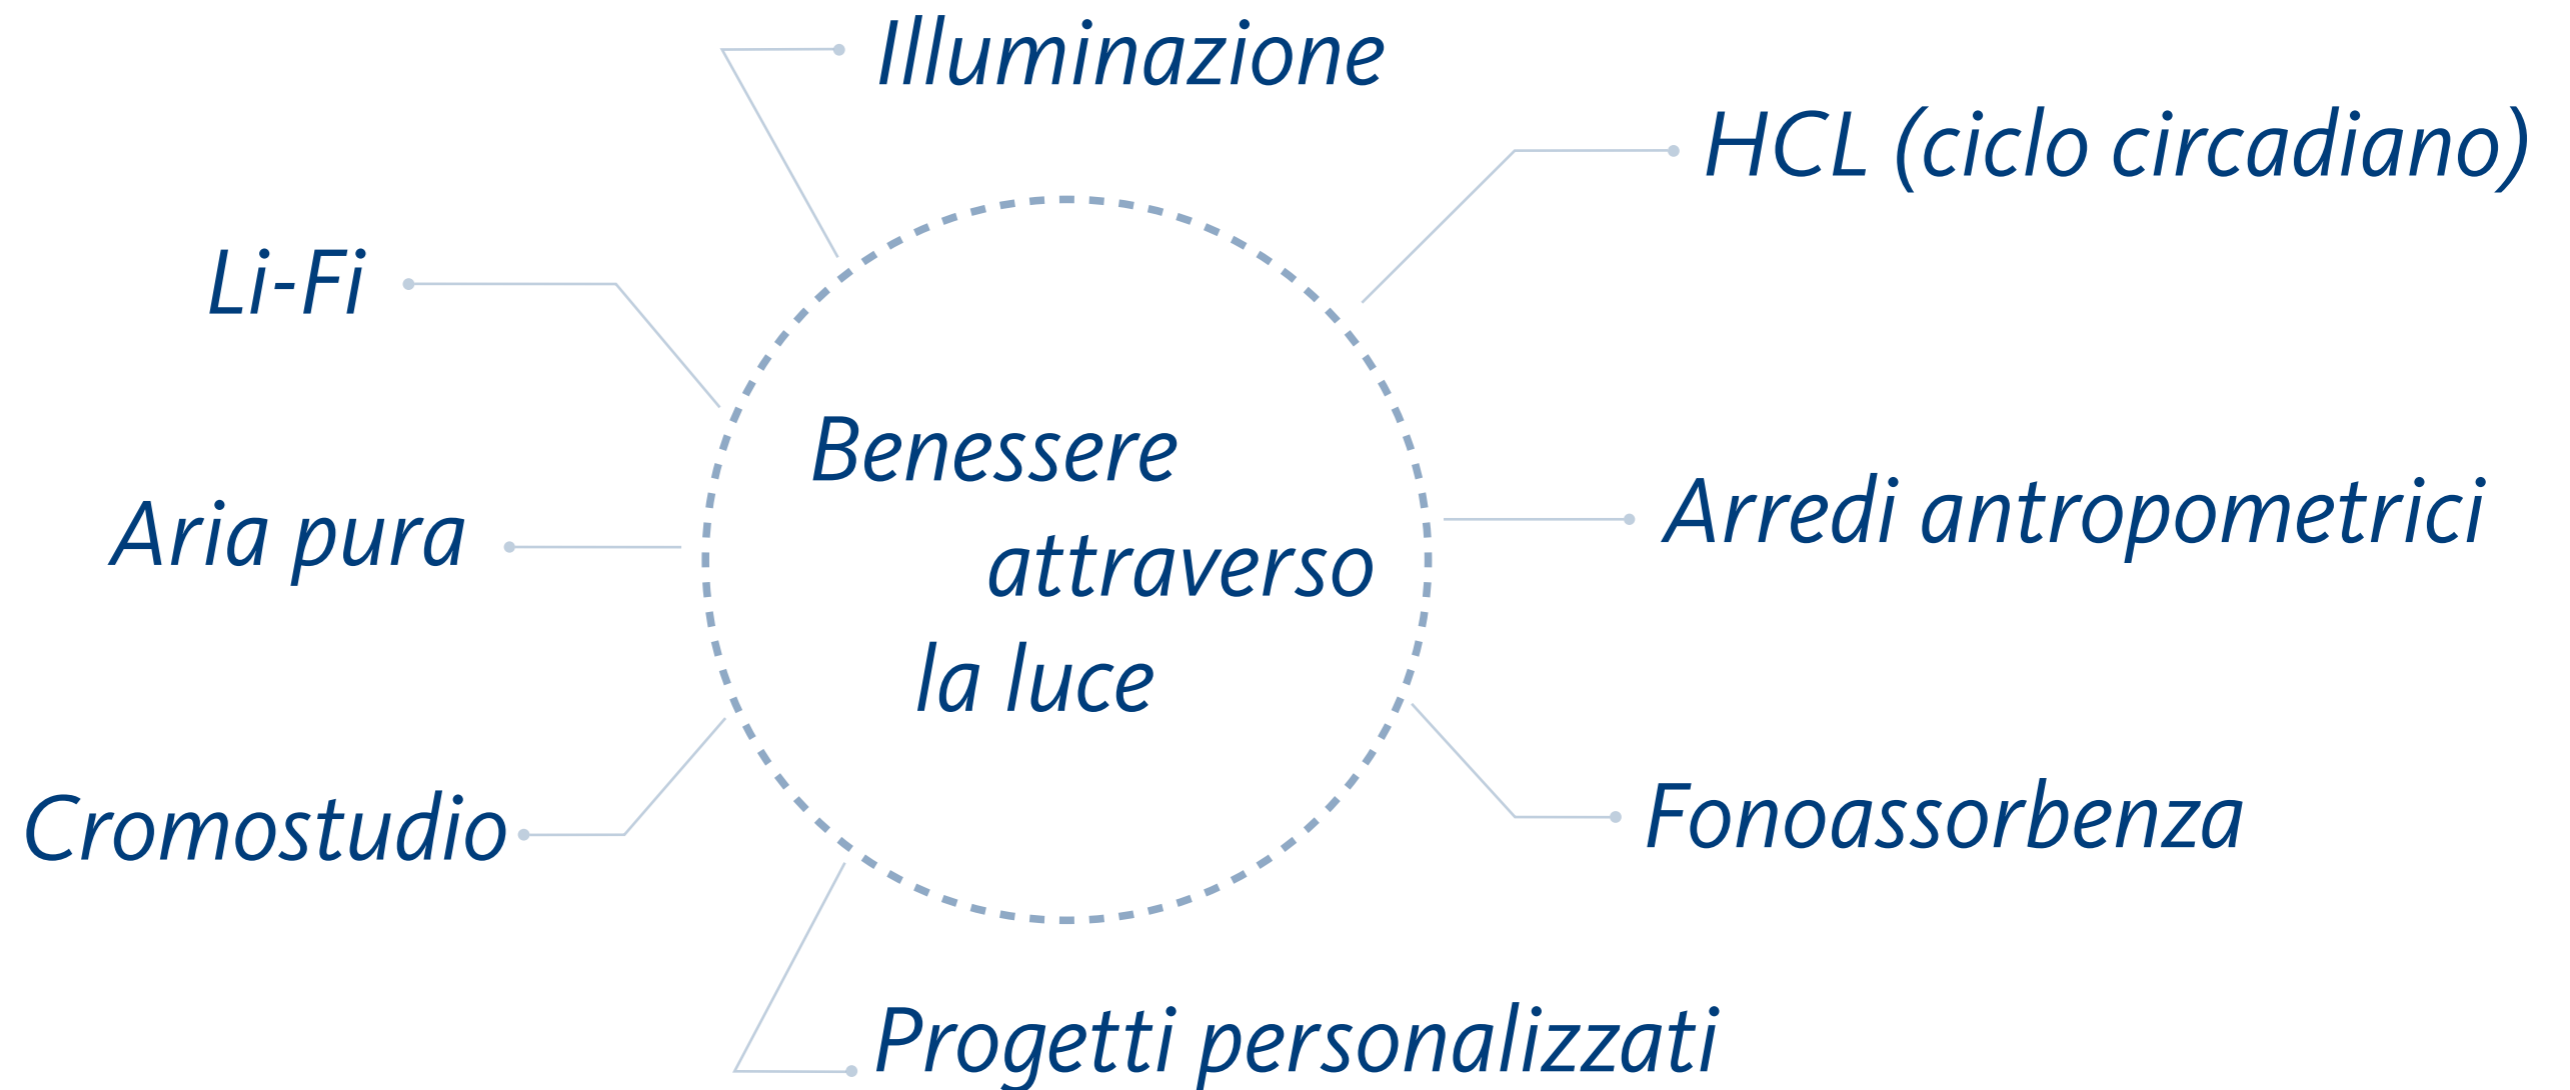 Illuminazione
HCL (ciclo circadiano)
Li-Fi
Benessere
attraverso
la luce
Arredi antropometrici
Aria pura
Fonoassorbenza
Cromostudio
Progetti personalizzati